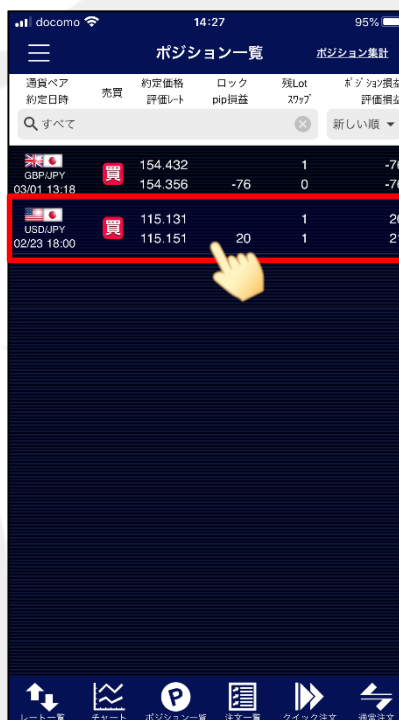 docomo 14:27 95%
ポジション一覧 ポジション集計
通貨ペア 売買 約定価格 ロック 残Lot ポジション損益
約定日時 評価レート pip損益 スワップ 評価損益
すべて 新しい順
GBP/JPY 買 154.432 1 -76
03/01 13:18 154.356 -76 0 -76
USD/JPY 買 115.131 1 20
02/23 18:00 115.151 20 1 21
レート一覧 チャート ポジション一覧 注文一覧 クイック注文 通常注文